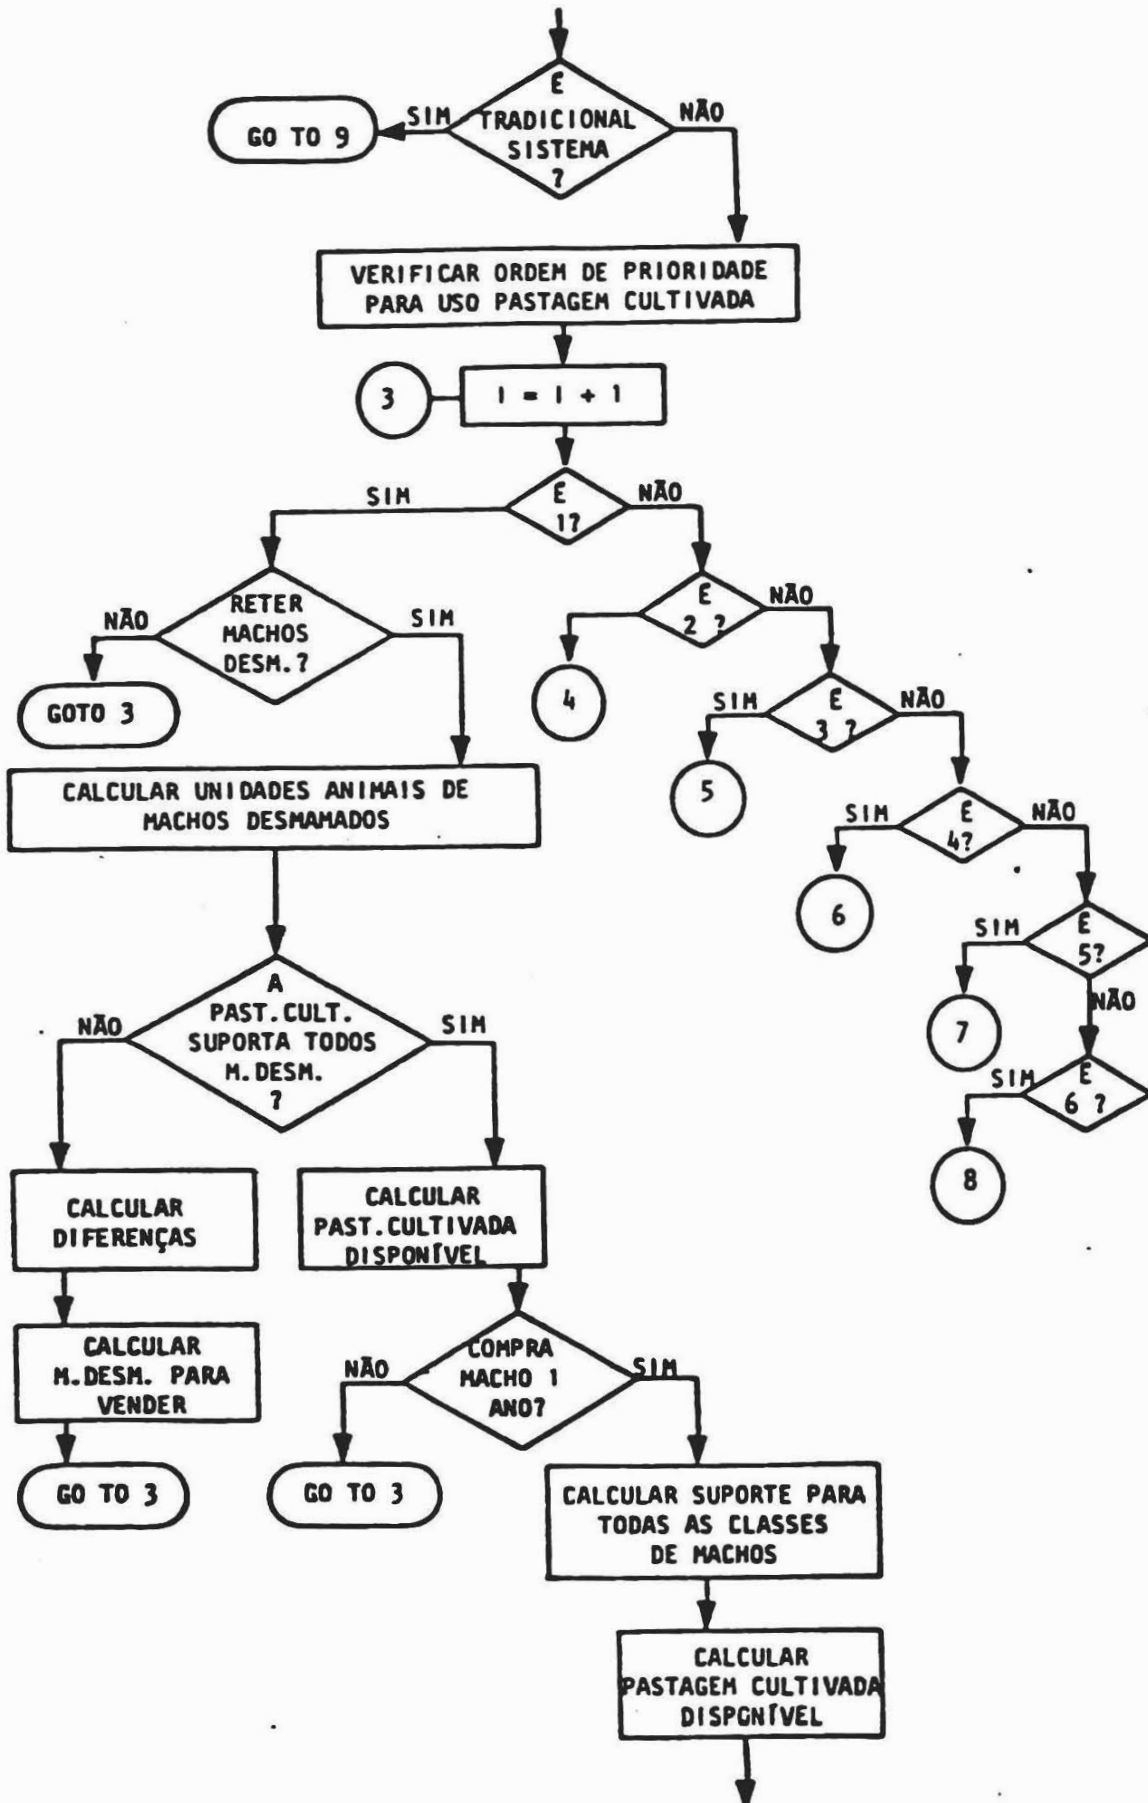 E
TRADICIONAL
SISTEMA
?
SIM
NÃO
GO TO 9
VERIFICAR ORDEM DE PRIORIDADE
PARA USO PASTAGEM CULTIVADA
3
I = I + 1
E
1?
SIM
NÃO
RETER
MACHOS
DESM.?
NÃO
SIM
GOTO 3
E
2 ?
NÃO
4
E
3 ?
SIM
NÃO
5
E
4?
SIM
NÃO
6
E
5?
SIM
NÃO
7
E
6 ?
SIM
8
CALCULAR UNIDADES ANIMAIS DE
MACHOS DESMAMADOS
A
PAST.CULT.
SUPORTA TODOS
M.DESM.
?
NÃO
SIM
CALCULAR
DIFERENÇAS
CALCULAR
M.DESM. PARA
VENDER
GO TO 3
CALCULAR
PAST.CULTIVADA
DISPONÍVEL
COMPRA
MACHO 1
ANO?
NÃO
SIM
GO TO 3
CALCULAR SUPORTE PARA
TODAS AS CLASSES
DE MACHOS
CALCULAR
PASTAGEM CULTIVADA
DISPONÍVEL